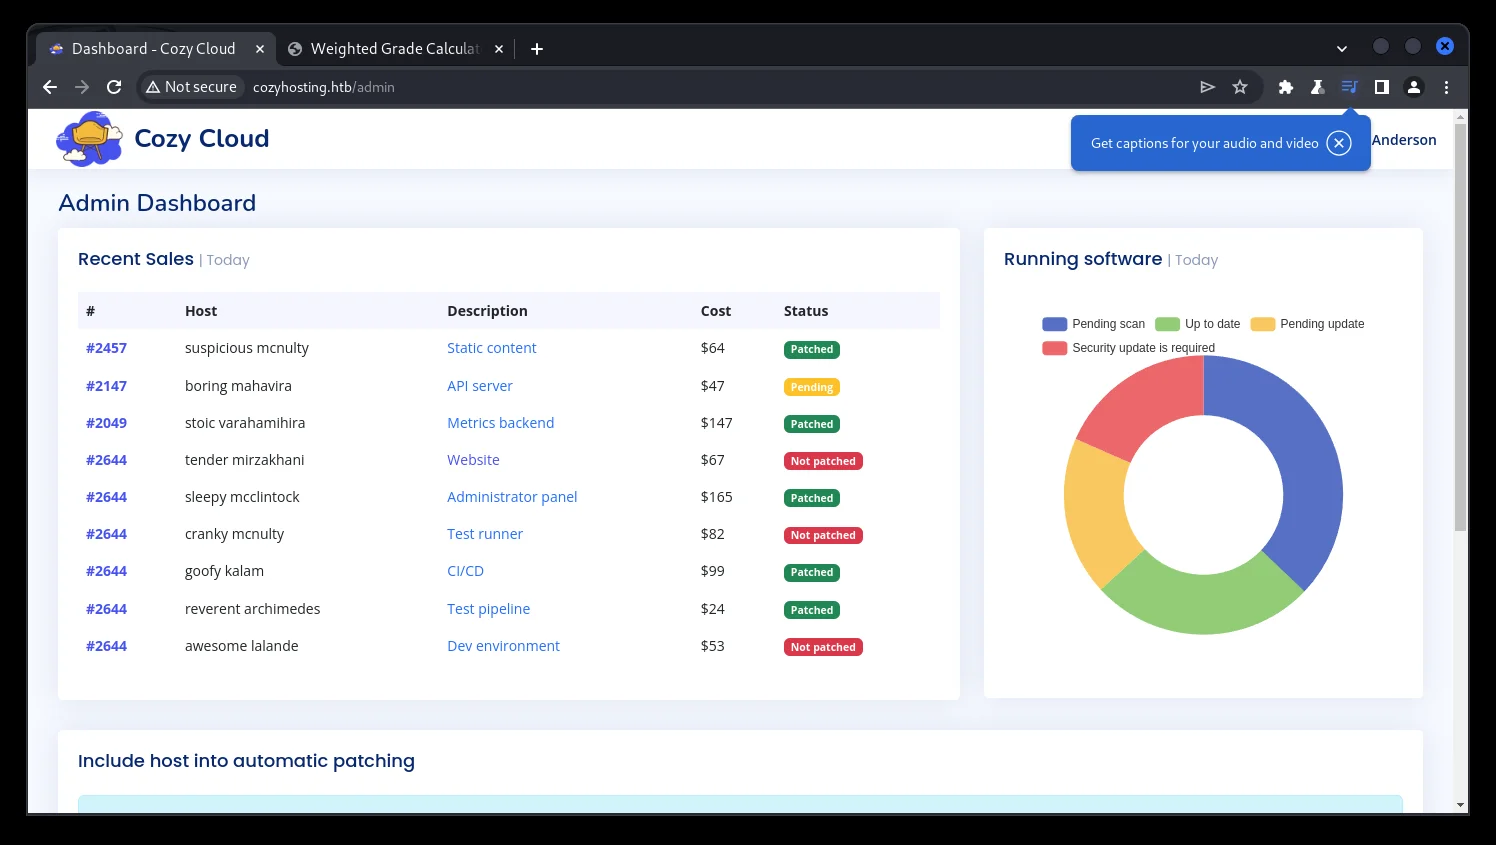 Dashboard - Cozy Cloud
Weighted Grade Calculat
Not secure cozyhosting.htb/admin
Cozy Cloud
Get captions for your audio and video
Anderson
Admin Dashboard
Recent Sales | Today
# Host Description Cost Status
#2457 suspicious mcnulty Static content $64 Patched
#2147 boring mahavira API server $47 Pending
#2049 stoic varahamihira Metrics backend $147 Patched
#2644 tender mirzakhani Website $67 Not patched
#2644 sleepy mcclintock Administrator panel $165 Patched
#2644 cranky mcnulty Test runner $82 Not patched
#2644 goofy kalam CI/CD $99 Patched
#2644 reverent archimedes Test pipeline $24 Patched
#2644 awesome lalande Dev environment $53 Not patched
Running software | Today
Pending scan Up to date Pending update
Security update is required
Include host into automatic patching